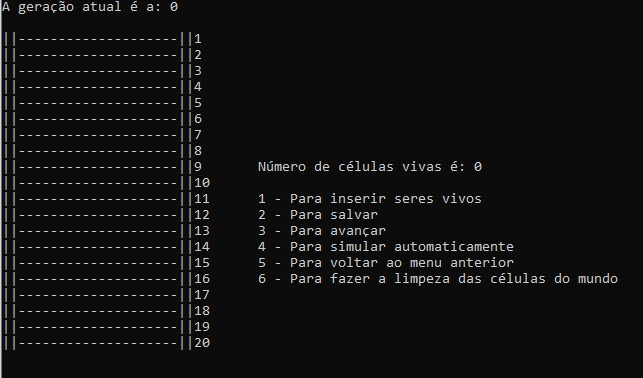 A geração atual é a: 0
||--------------------||1
||--------------------||2
||--------------------||3
||--------------------||4
||--------------------||5
||--------------------||6
||--------------------||7
||--------------------||8
||--------------------||9      Número de células vivas é: 0
||--------------------||10
||--------------------||11     1 - Para inserir seres vivos
||--------------------||12     2 - Para salvar
||--------------------||13     3 - Para avançar
||--------------------||14     4 - Para simular automaticamente
||--------------------||15     5 - Para voltar ao menu anterior
||--------------------||16     6 - Para fazer a limpeza das células do mundo
||--------------------||17
||--------------------||18
||--------------------||19
||--------------------||20